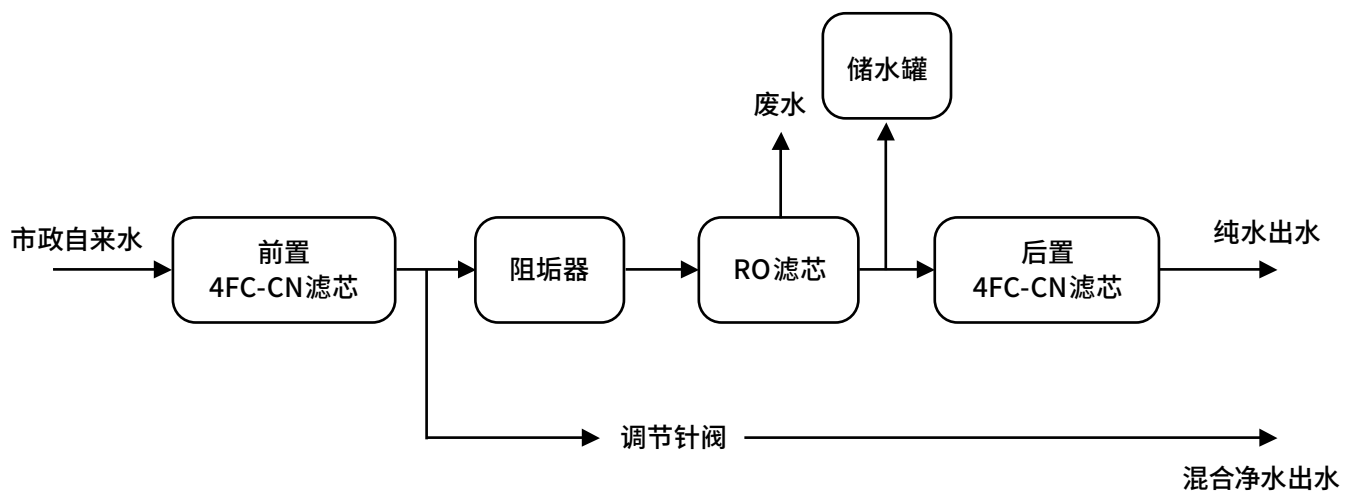 储水罐
废水
市政自来水
前置
4FC-CN滤芯
阻垢器
RO滤芯
后置
4FC-CN滤芯
纯水出水
调节针阀
混合净水出水